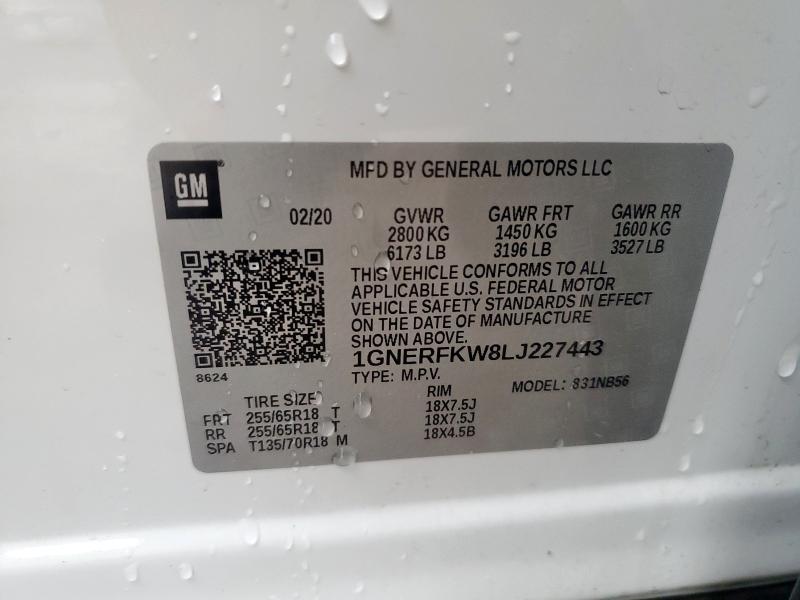 GM
MFD BY GENERAL MOTORS LLC
02/20
GVWR GAWR FRT GAWR RR
2800 KG 1450 KG 1600 KG
6173 LB 3196 LB 3527 LB
THIS VEHICLE CONFORMS TO ALL
APPLICABLE U.S. FEDERAL MOTOR
VEHICLE SAFETY STANDARDS IN EFFECT
ON THE DATE OF MANUFACTURE
SHOWN ABOVE.
1GNERFKW8LJ227443
8624
TYPE: M.P.V. MODEL: 831NB56
TIRE SIZE RIM
FRT 255/65R18 T 18X7.5J
RR 255/65R18 T 18X7.5J
SPA T135/70R18 M 18X4.5B